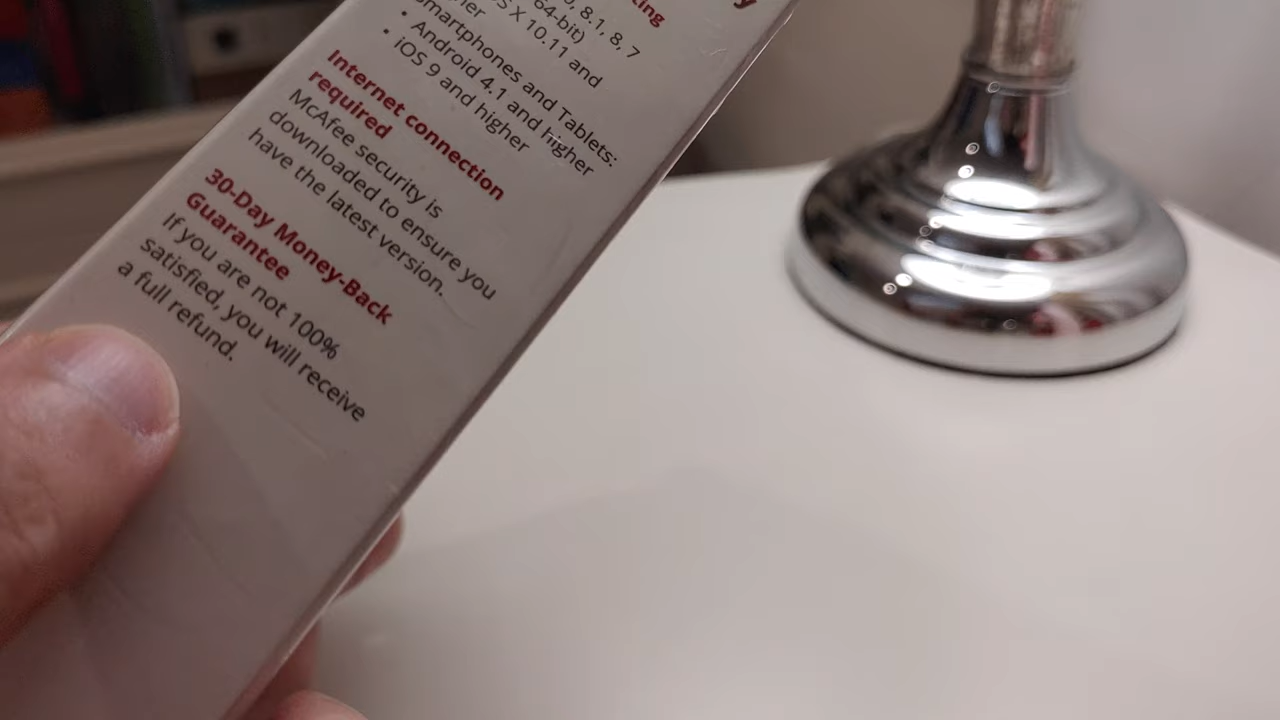 8.1, 8, 7
64-bit)
X 10.11 and
Smartphones and Tablets:
• Android 4.1 and higher
• iOS 9 and higher
Internet connection
required
McAfee security is
downloaded to ensure you
have the latest version.
30-Day Money-Back
Guarantee
If you are not 100%
satisfied, you will receive
a full refund.